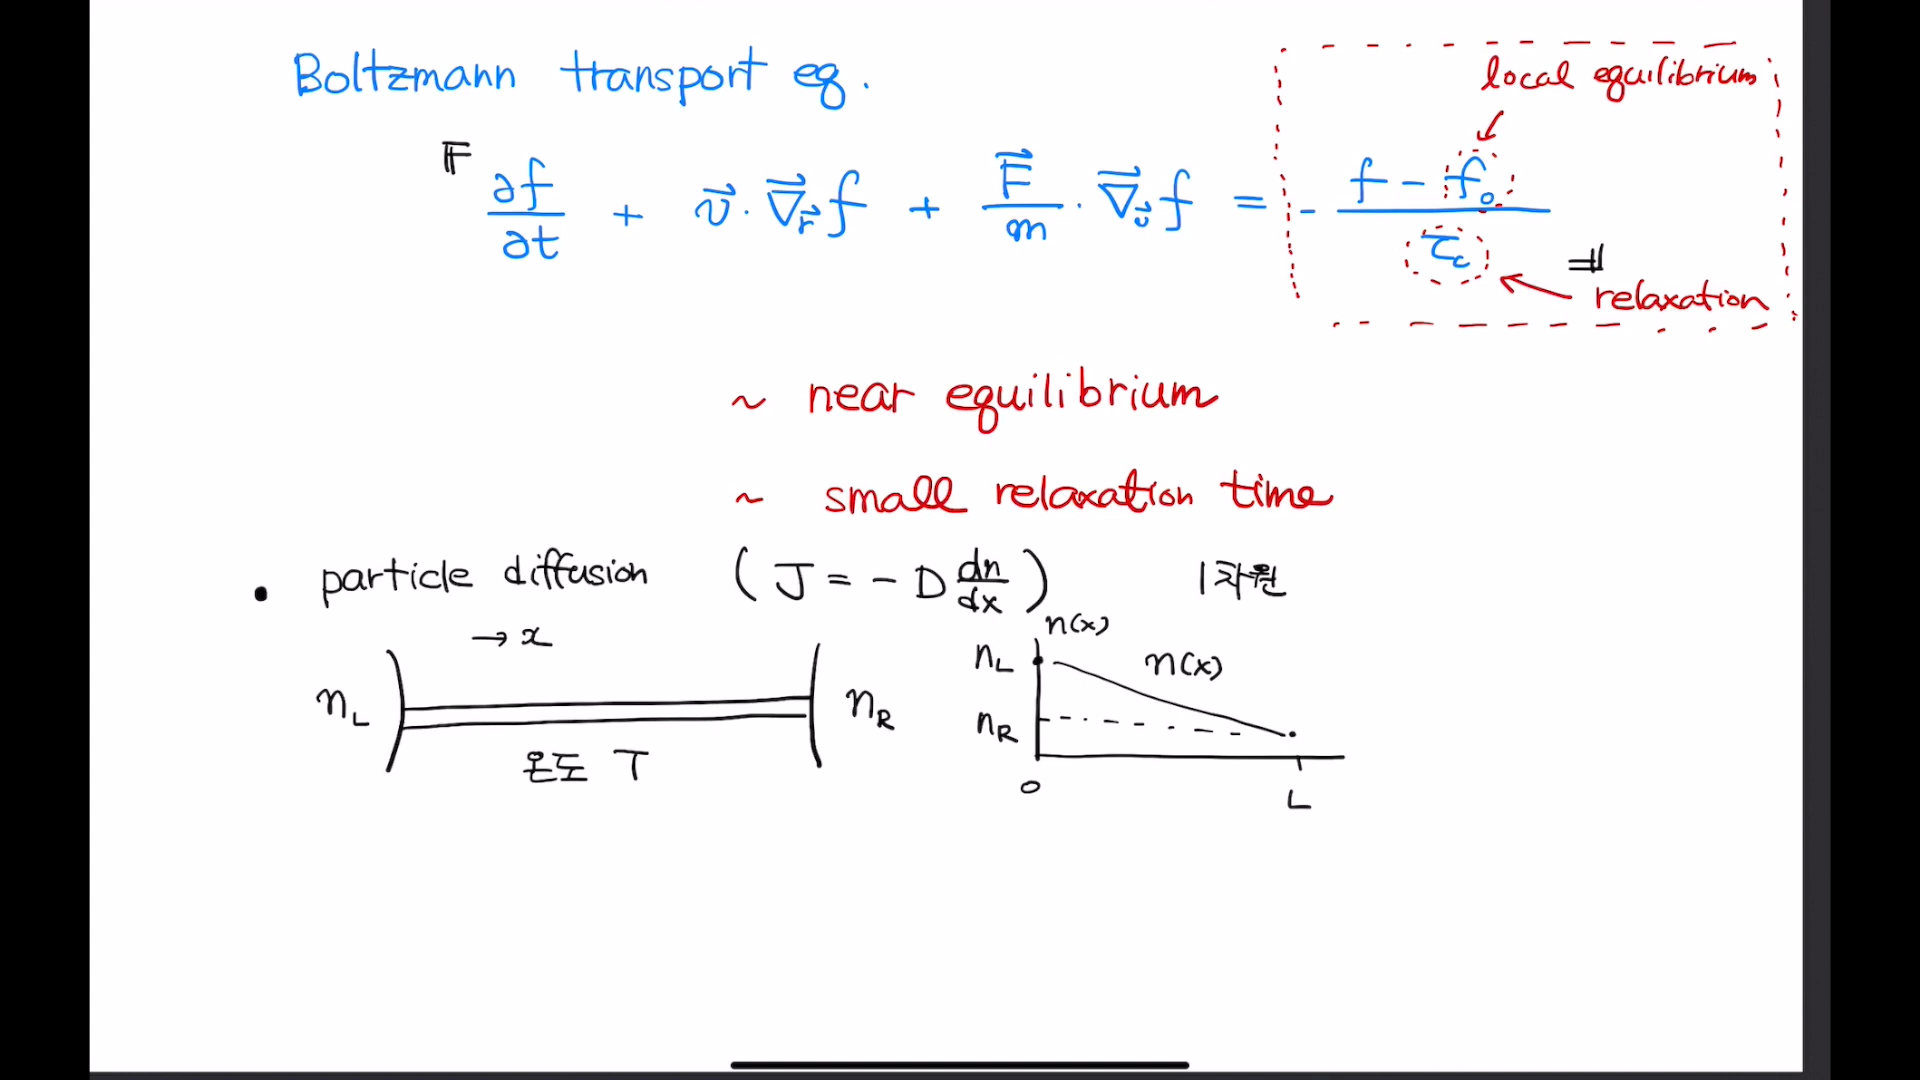 Boltzmann transport eq.
local equilibrium
𝔽 ∂f/∂t + v⃗·∇⃗_r⃗ f + F⃗/m · ∇⃗_v⃗ f = - (f - f₀)/τ_c
relaxation
~ near equilibrium
~ small relaxation time
• particle diffusion ( J = - D dn/dx ) 1차원
→ x
n(x)
n_L n_R
온도 T
n_L n(x)
n_R
0 L